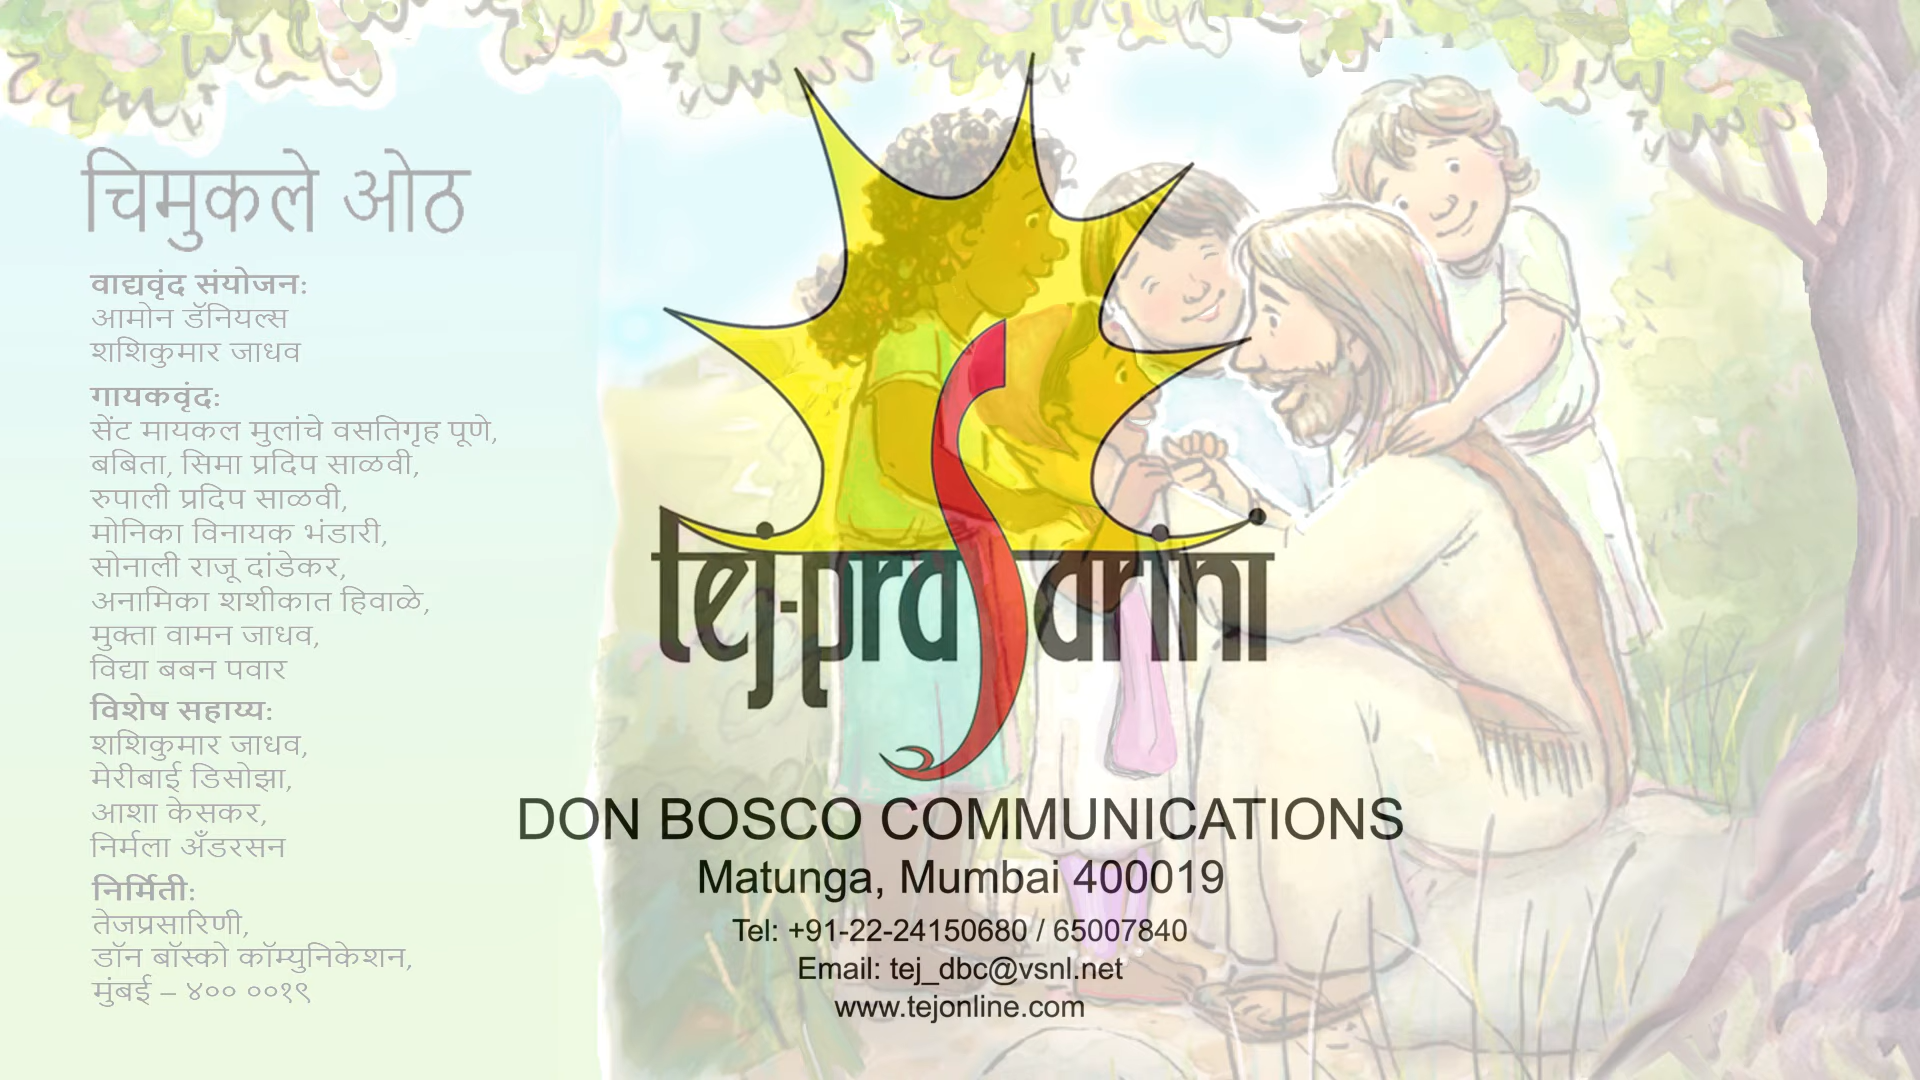 चिमुकले ओठ
वाद्यवृंद संयोजन:
आमोन डॅनियल्स
शशिकुमार जाधव
गायकवृंद:
सेंट मायकल मुलांचे वसतिगृह पूणे,
बबिता, सिमा प्रदिप साळवी,
रुपाली प्रदिप साळवी,
मोनिका विनायक भंडारी,
सोनाली राजू दांडेकर,
अनामिका शशीकात हिवाळे,
मुक्ता वामन जाधव,
विद्या बबन पवार
विशेष सहाय्य:
शशिकुमार जाधव,
मेरीबाई डिसोझा,
आशा केसकर,
निर्मला अँडरसन
निर्मिती:
तेजप्रसारिणी,
डॉन बॉस्को कॉम्युनिकेशन,
मुंबई – ४०० ००१९
tej-prasarini
DON BOSCO COMMUNICATIONS
Matunga, Mumbai 400019
Tel: +91-22-24150680 / 65007840
Email: tej_dbc@vsnl.net
www.tejonline.com